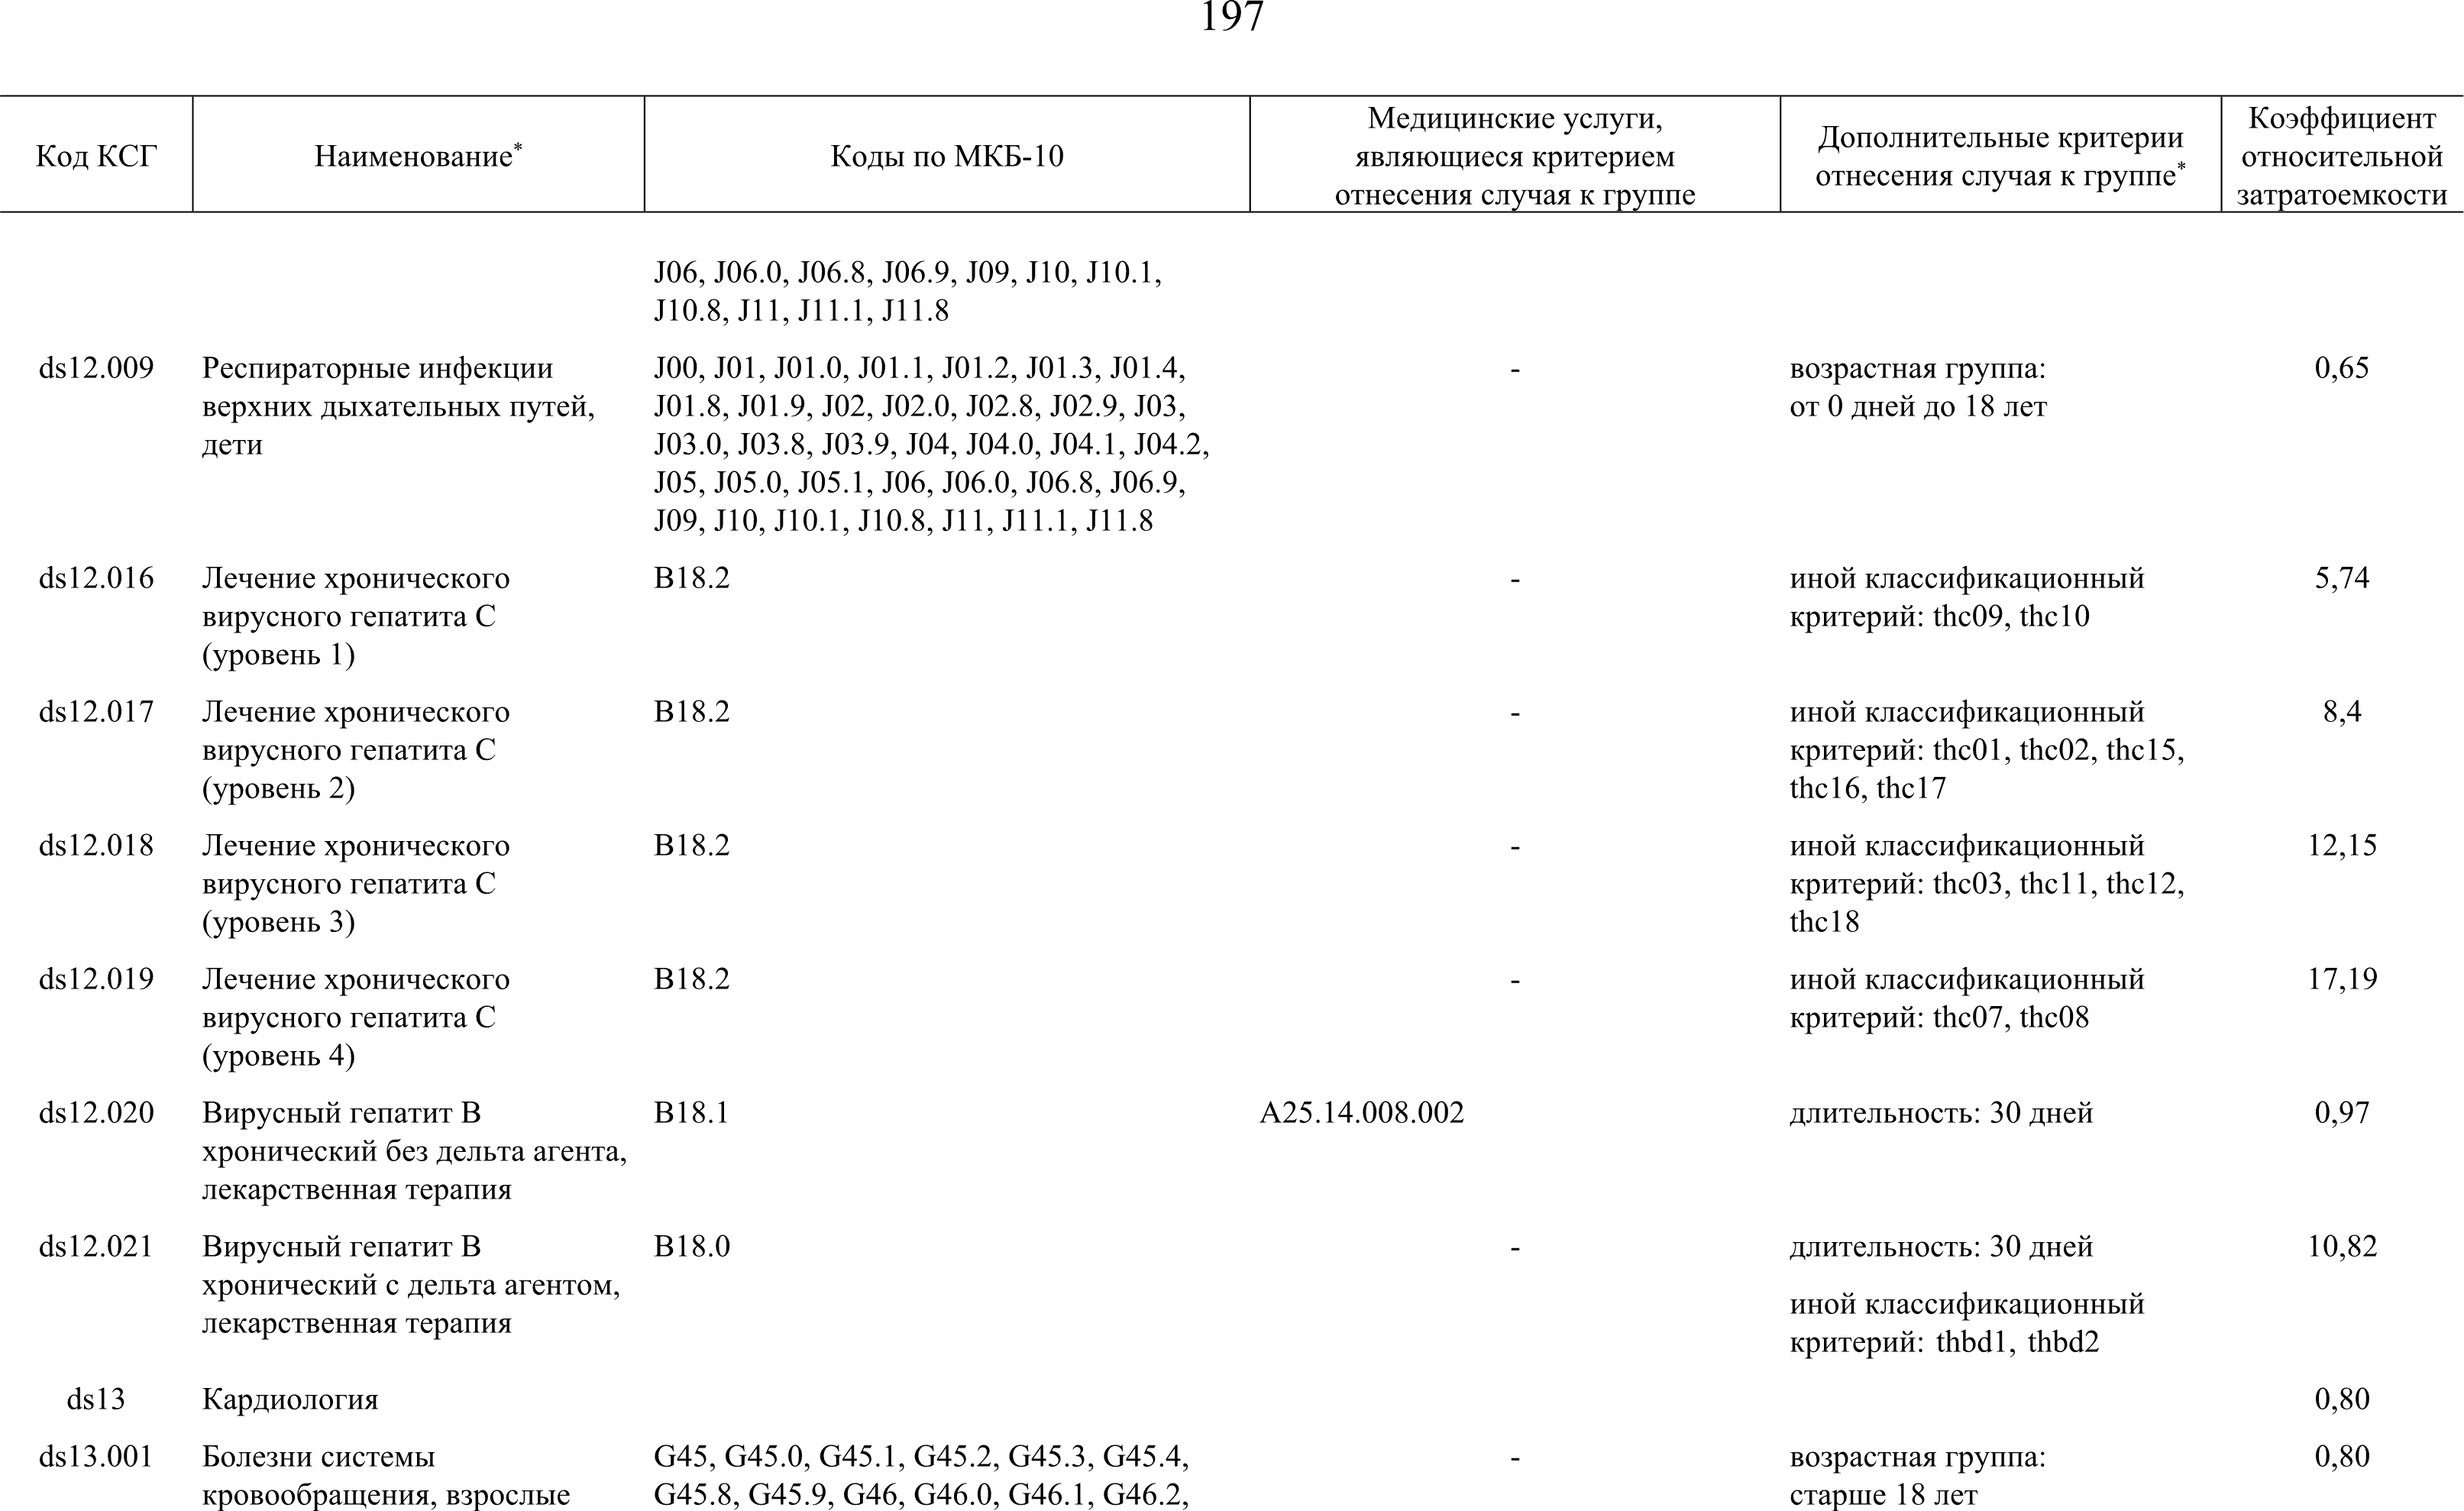 197
Код КСГ
Наименование*
Коды по МКБ-10
Медицинские услуги,
являющиеся критерием
отнесения случая к группе
Дополнительные критерии
отнесения случая к группе*
Коэффициент
относительной
затратоемкости
J06, J06.0, J06.8, J06.9, J09, J10, J10.1,
J10.8, J11, J11.1, J11.8
ds12.009
Респираторные инфекции
верхних дыхательных путей,
дети
J00, J01, J01.0, J01.1, J01.2, J01.3, J01.4,
J01.8, J01.9, J02, J02.0, J02.8, J02.9, J03,
J03.0, J03.8, J03.9, J04, J04.0, J04.1, J04.2,
J05, J05.0, J05.1, J06, J06.0, J06.8, J06.9,
J09, J10, J10.1, J10.8, J11, J11.1, J11.8
-
возрастная группа:
от 0 дней до 18 лет
0,65
ds12.016
Лечение хронического
вирусного гепатита C
(уровень 1)
B18.2
-
иной классификационный
критерий: thc09, thc10
5,74
ds12.017
Лечение хронического
вирусного гепатита C
(уровень 2)
B18.2
-
иной классификационный
критерий: thc01, thc02, thc15,
thc16, thc17
8,4
ds12.018
Лечение хронического
вирусного гепатита C
(уровень 3)
B18.2
-
иной классификационный
критерий: thc03, thc11, thc12,
thc18
12,15
ds12.019
Лечение хронического
вирусного гепатита C
(уровень 4)
B18.2
-
иной классификационный
критерий: thc07, thc08
17,19
ds12.020
Вирусный гепатит B
хронический без дельта агента,
лекарственная терапия
B18.1
A25.14.008.002
длительность: 30 дней
0,97
ds12.021
Вирусный гепатит B
хронический с дельта агентом,
лекарственная терапия
B18.0
-
длительность: 30 дней
иной классификационный
критерий: thbd1, thbd2
10,82
ds13
Кардиология
0,80
ds13.001
Болезни системы
кровообращения, взрослые
G45, G45.0, G45.1, G45.2, G45.3, G45.4,
G45.8, G45.9, G46, G46.0, G46.1, G46.2,
-
возрастная группа:
старше 18 лет
0,80